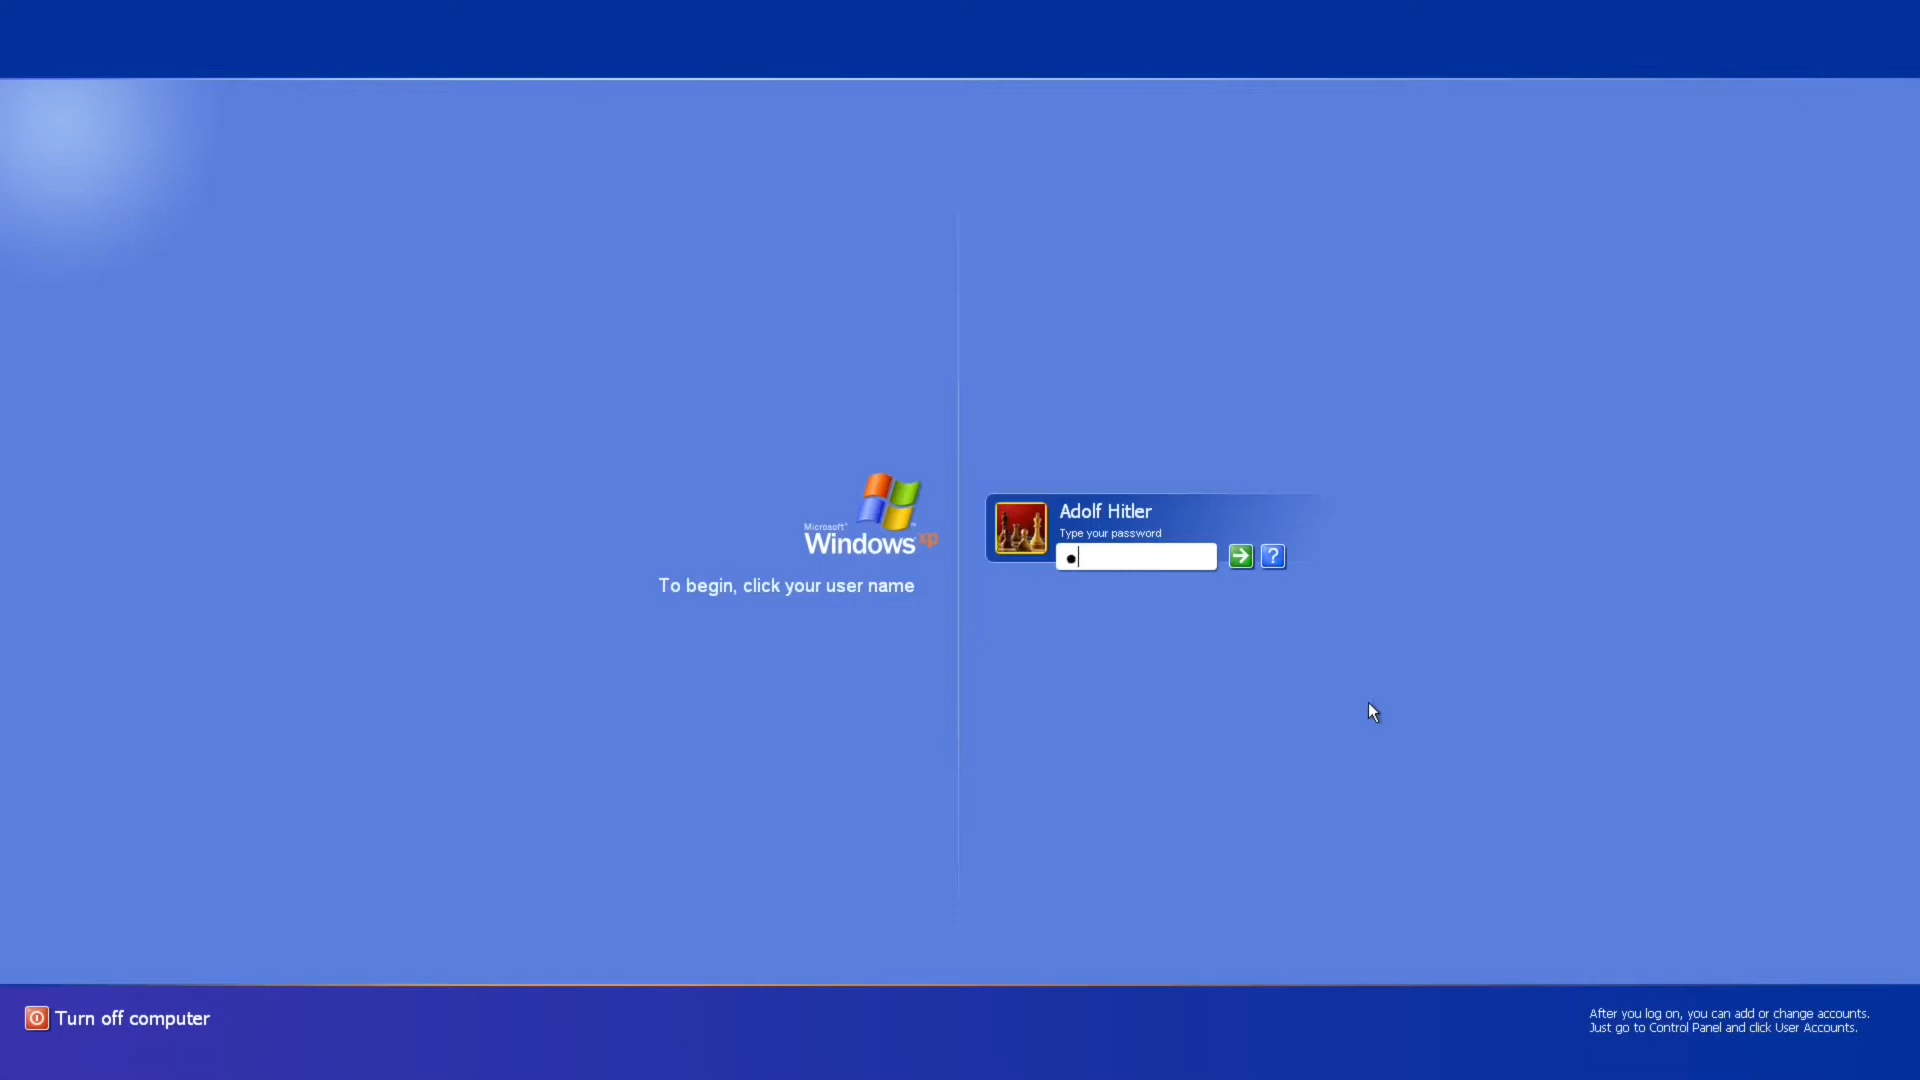 Microsoft®
Windows xp
To begin, click your user name
Adolf Hitler
Type your password
?
Turn off computer
After you log on, you can add or change accounts.
Just go to Control Panel and click User Accounts.